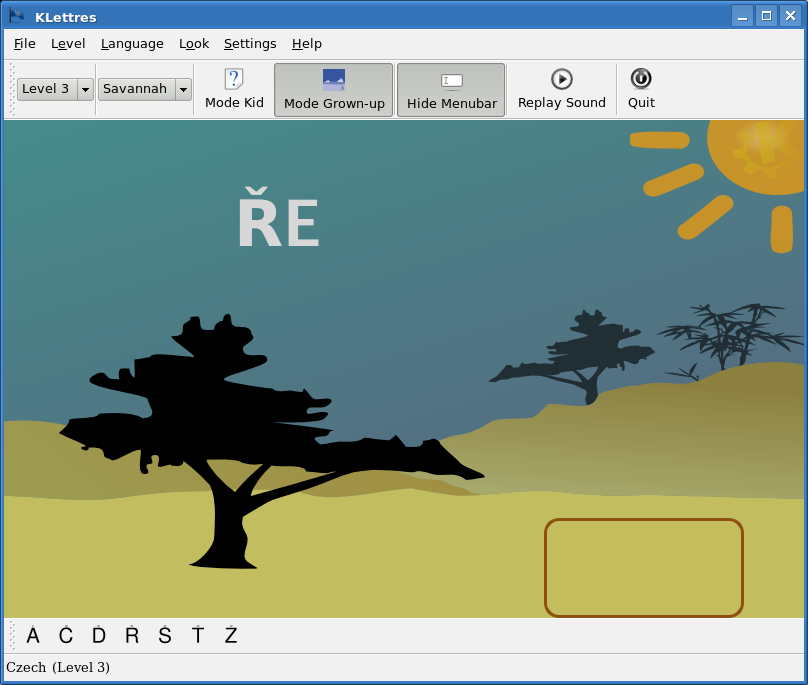 KLettres
File Level Language Look Settings Help
Level 3 Savannah Mode Kid Mode Grown-up Hide Menubar Replay Sound Quit
ŘE
A C D R S T Z
Czech (Level 3)